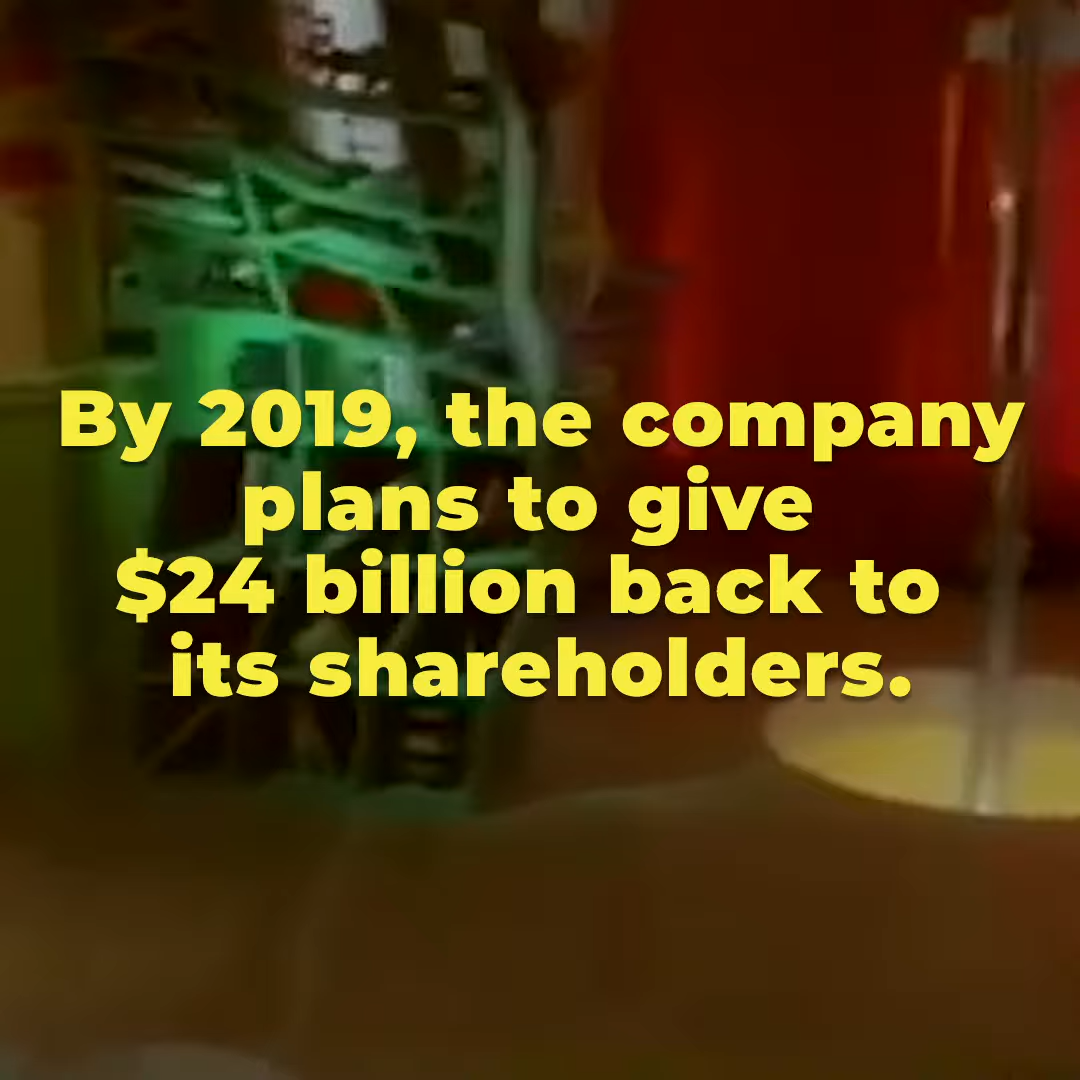 By 2019, the company
plans to give
$24 billion back to
its shareholders.